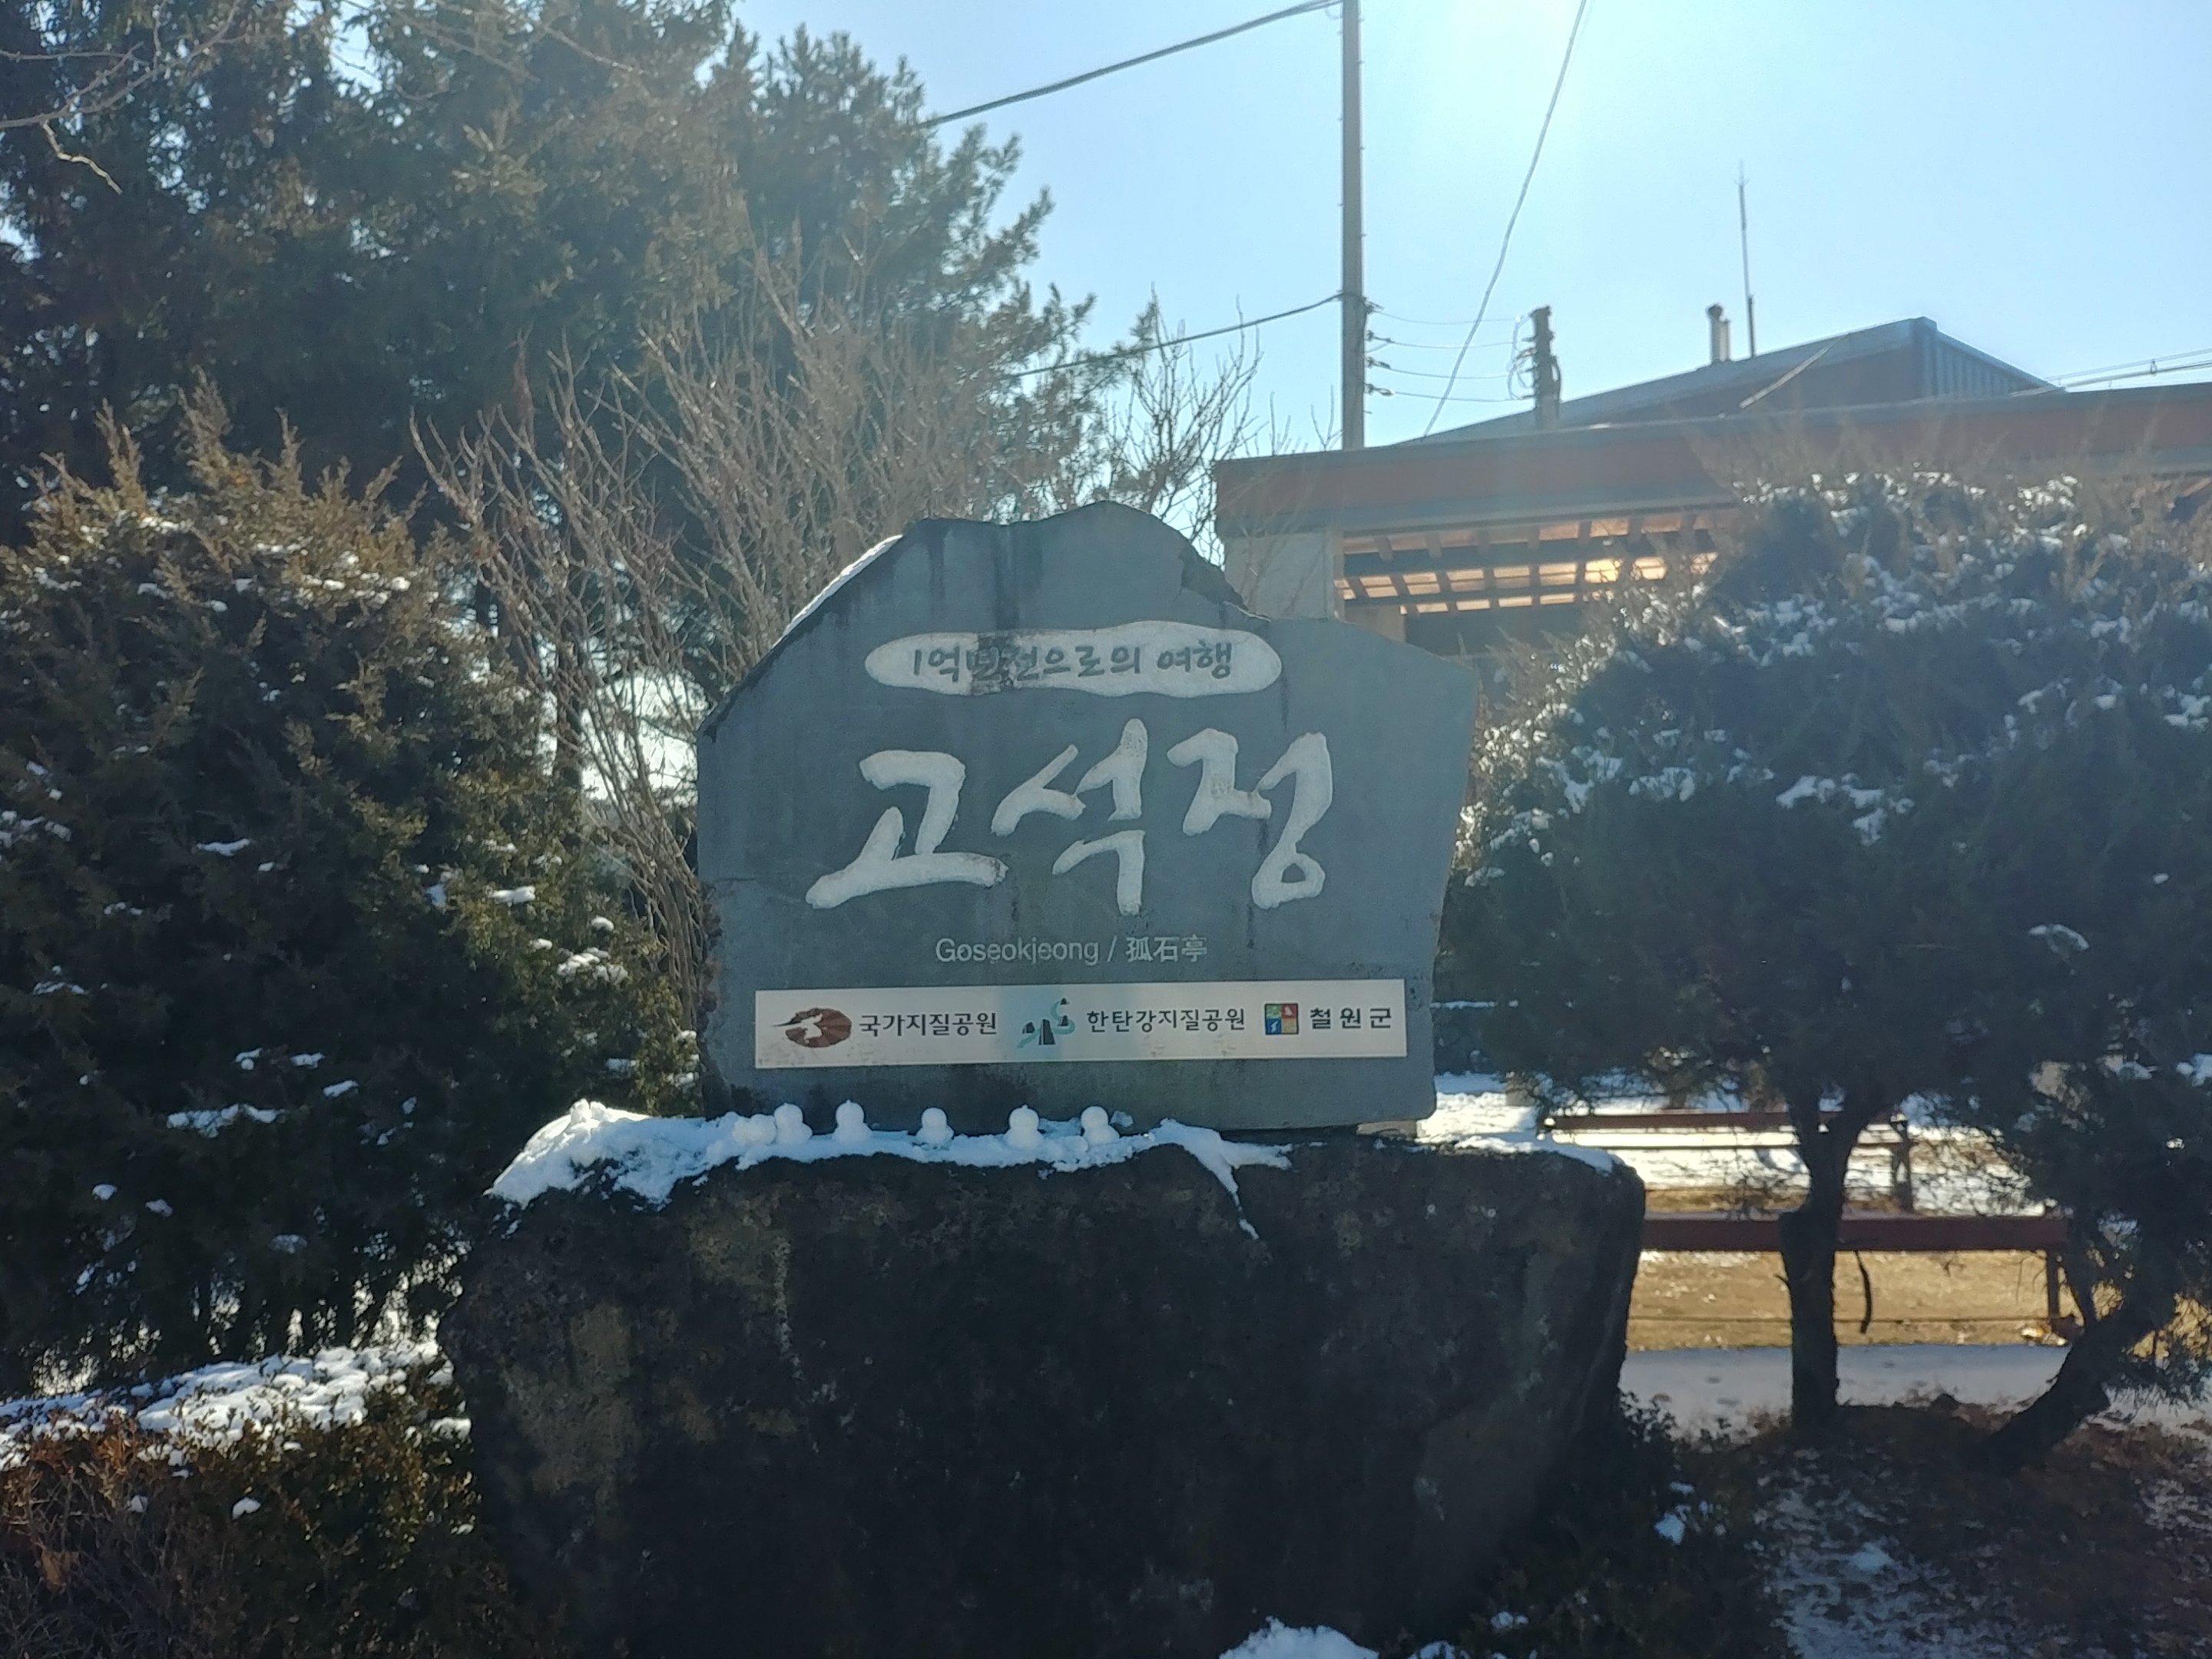 1억년전으로의 여행
고석정
Goseokjeong / 孤石亭
국가지질공원 한탄강지질공원 철원군